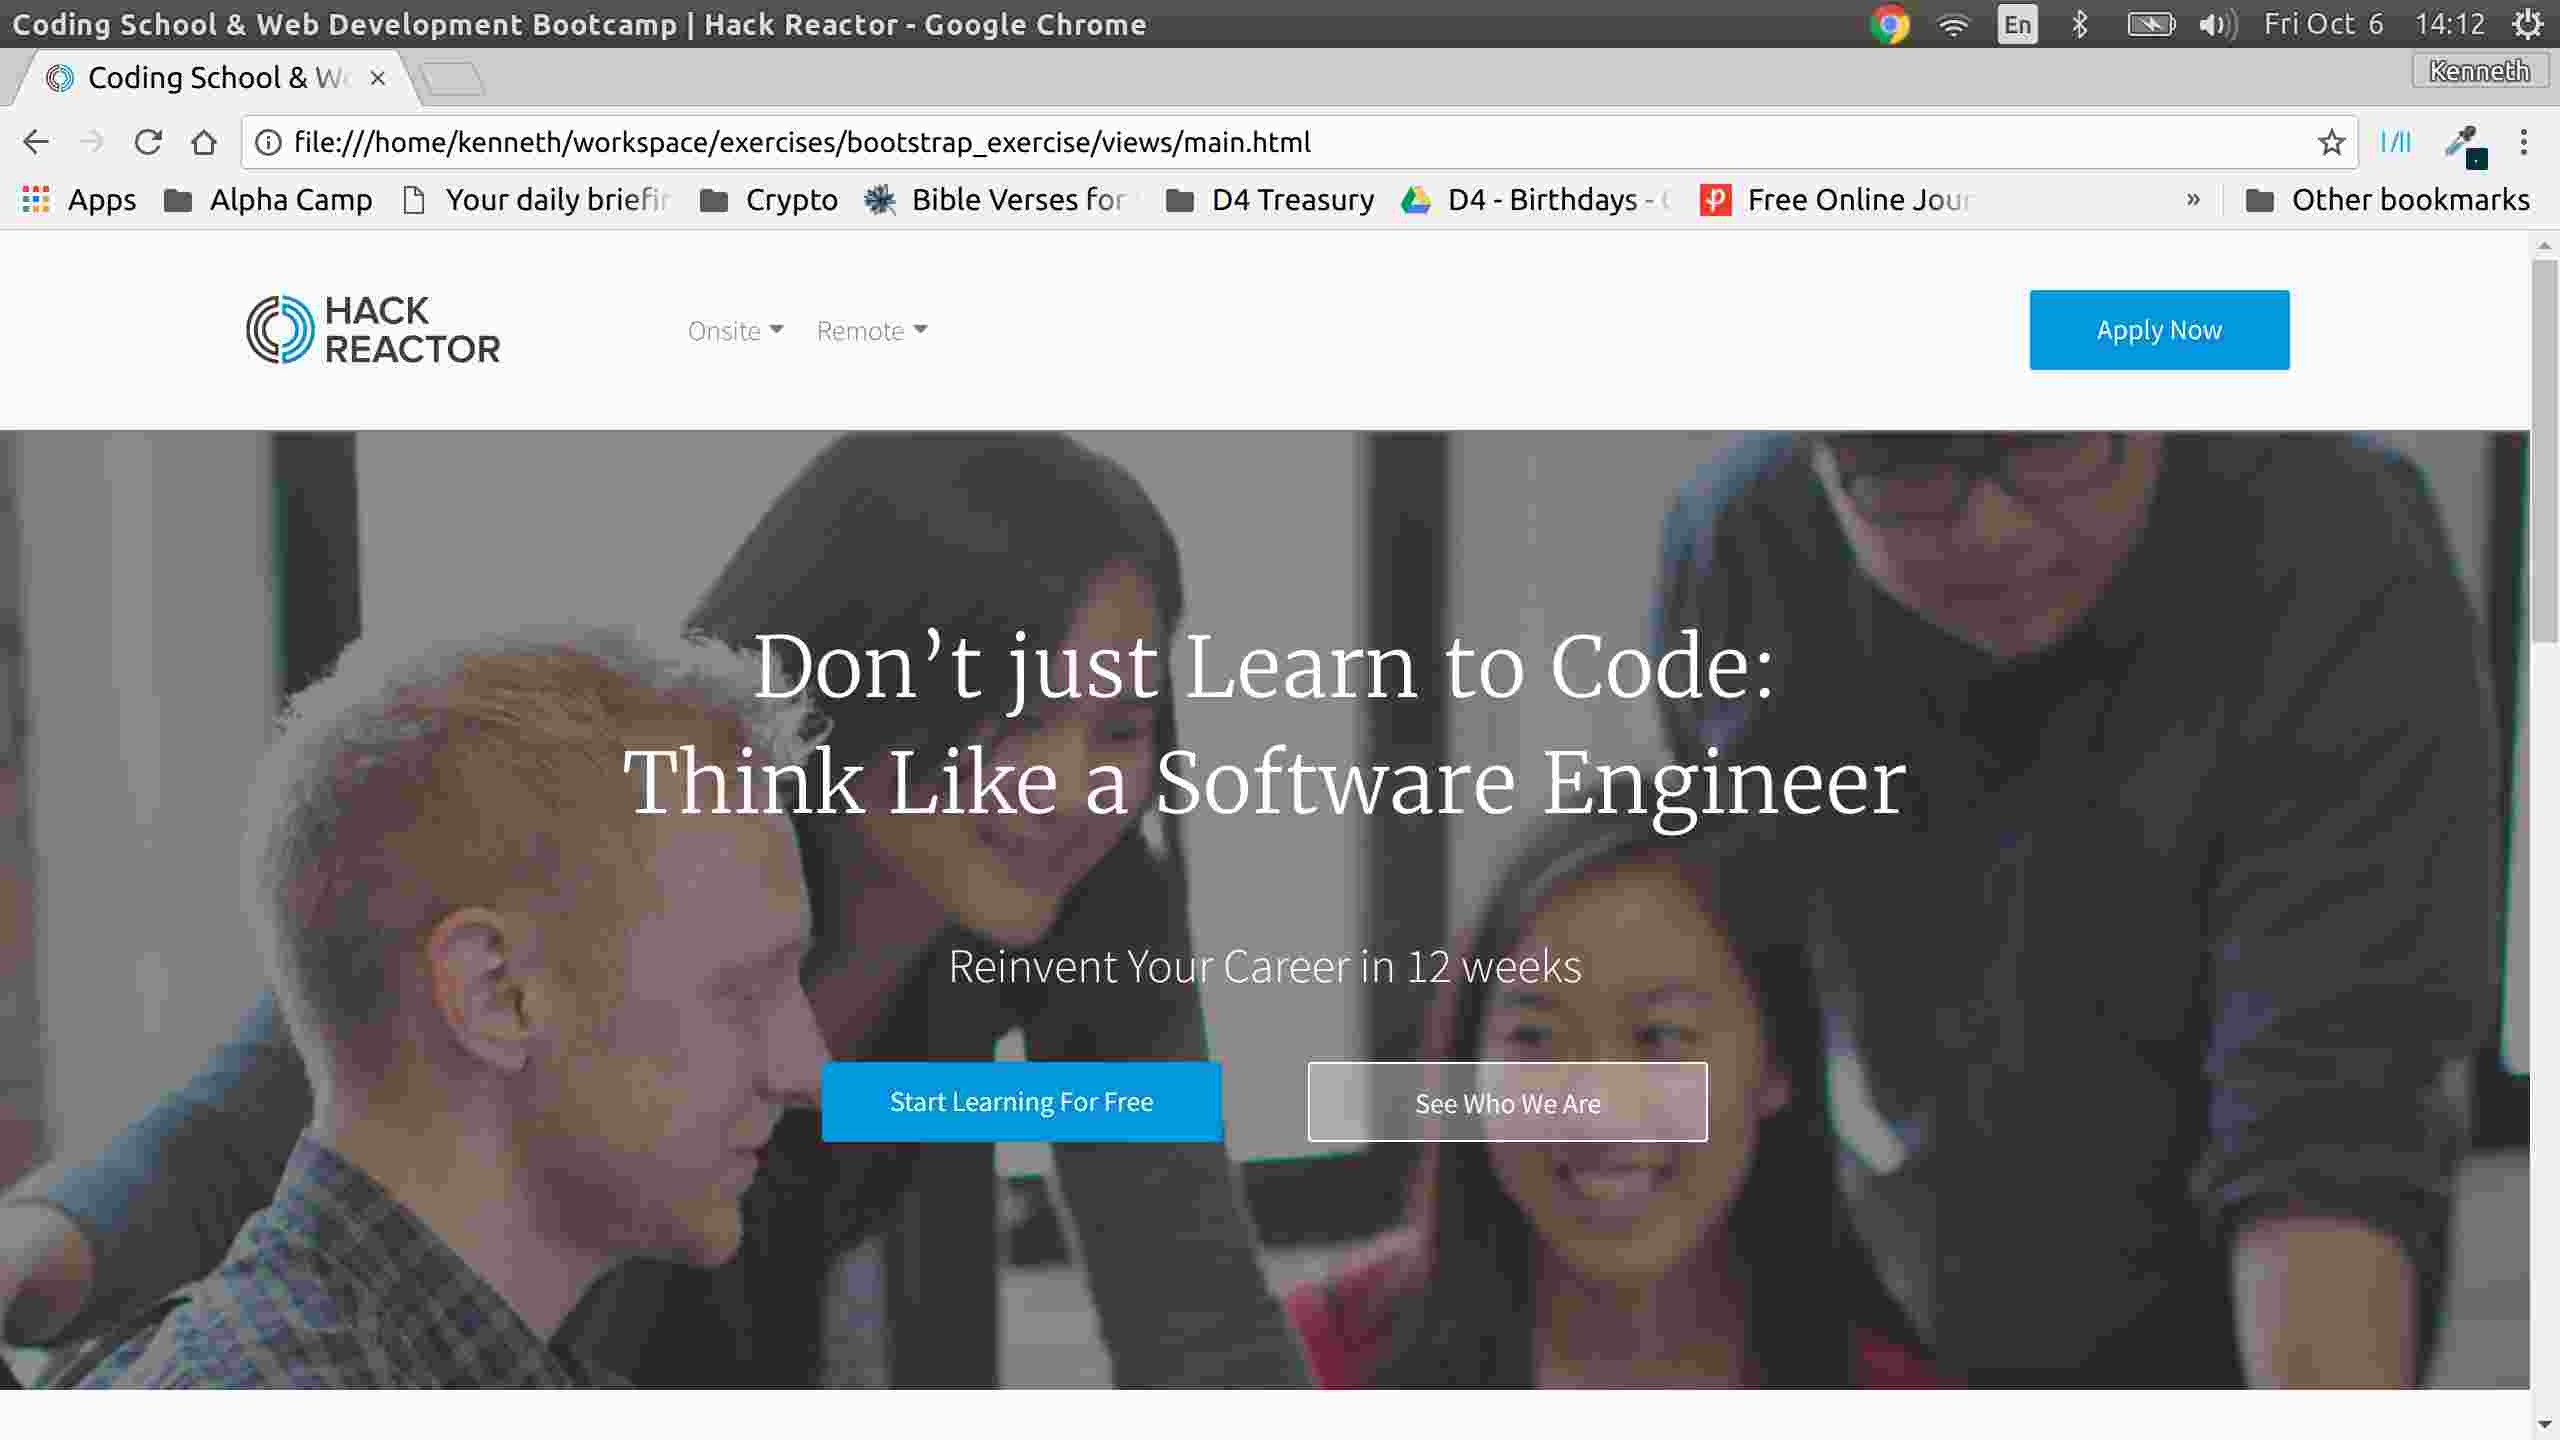 Coding School & Web Development Bootcamp | Hack Reactor - Google Chrome
En
Fri Oct 6 14:12
Coding School & We
Kenneth
file:///home/kenneth/workspace/exercises/bootstrap_exercise/views/main.html
Apps
Alpha Camp
Your daily briefin
Crypto
Bible Verses for
D4 Treasury
D4 - Birthdays -
Free Online Jour
»
Other bookmarks
HACK
REACTOR
Onsite
Remote
Apply Now
Don’t just Learn to Code:
Think Like a Software Engineer
Reinvent Your Career in 12 weeks
Start Learning For Free
See Who We Are